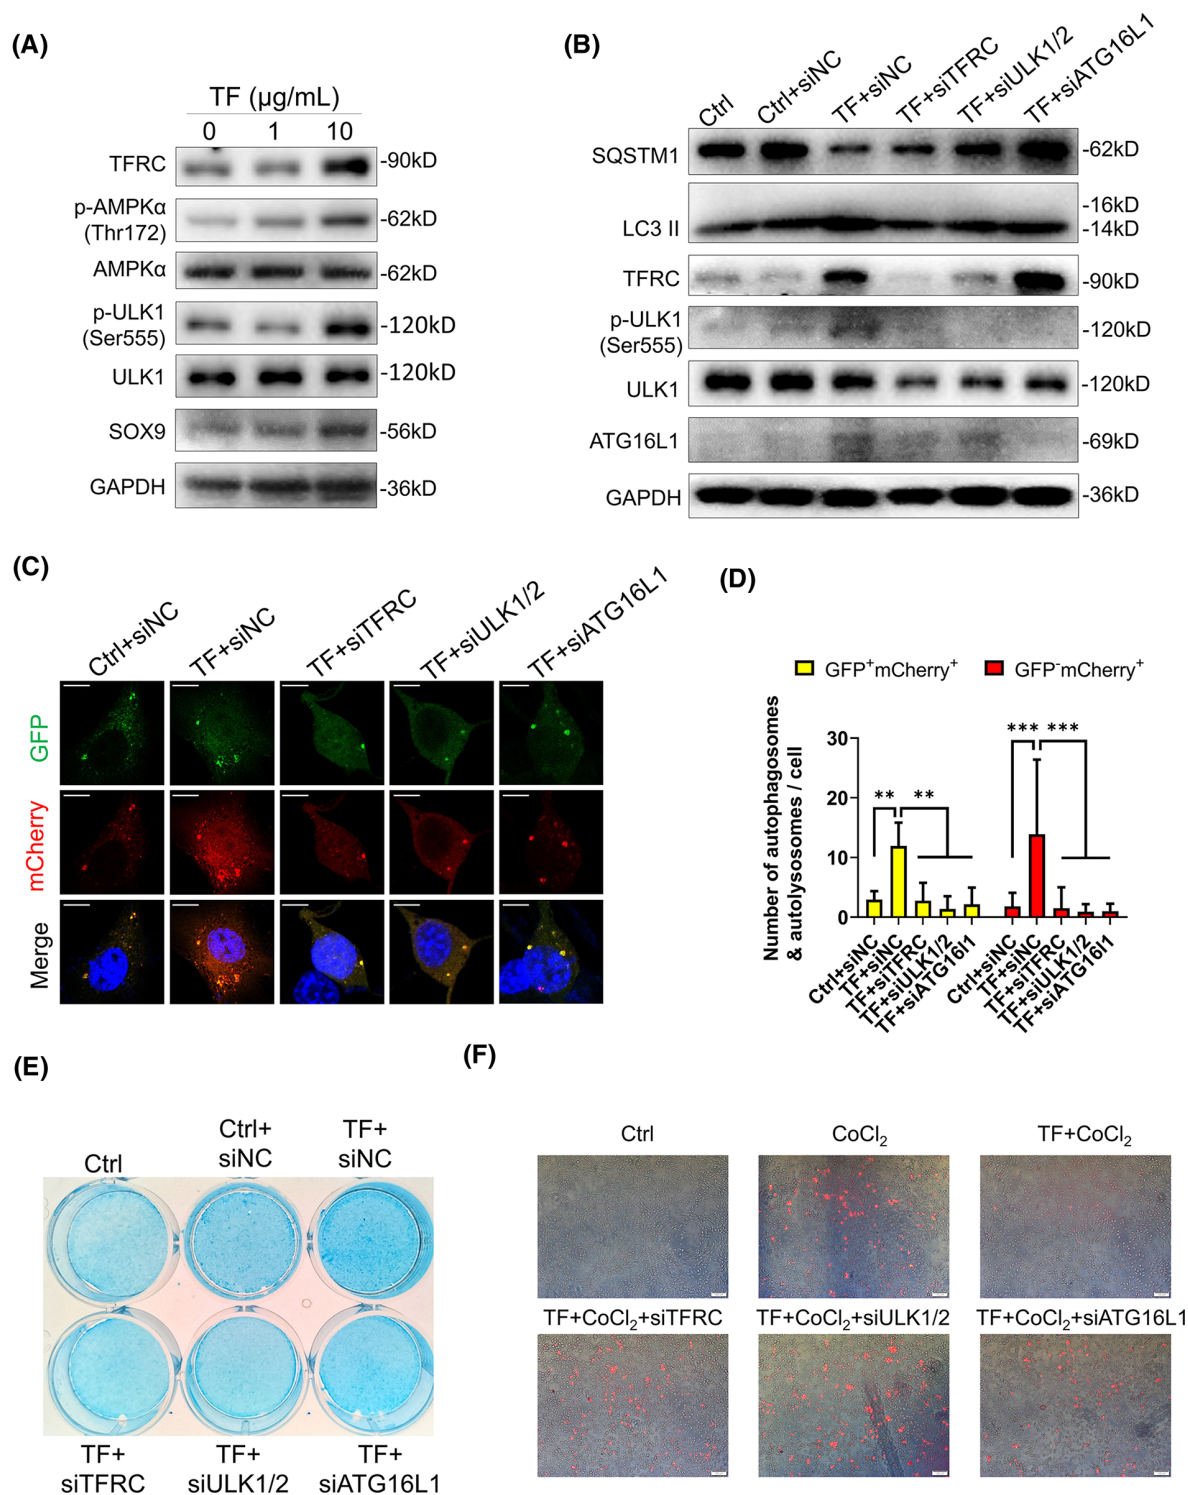 (A)
TF (μg/mL)
0 1 10
TFRC -90kD
p-AMPKα
(Thr172) -62kD
AMPKα -62kD
p-ULK1
(Ser555) -120kD
ULK1 -120kD
SOX9 -56kD
GAPDH -36kD
(B)
Ctrl Ctrl+siNC TF+siNC TF+siTFRC TF+siULK1/2 TF+siATG16L1
SQSTM1 -62kD
-16kD
LC3 II -14kD
TFRC -90kD
p-ULK1
(Ser555) -120kD
ULK1 -120kD
ATG16L1 -69kD
GAPDH -36kD
(C)
Ctrl+siNC TF+siNC TF+siTFRC TF+siULK1/2 TF+siATG16L1
GFP
mCherry
Merge
(D)
GFP+mCherry+ GFP-mCherry+
Number of autophagosomes
& autolysosomes / cell
30
20
10
0
** ** *** ***
Ctrl+siNC TF+siNC TF+siTFRC TF+siULK1/2 TF+siATG16l1
Ctrl+siNC TF+siNC TF+siTFRC TF+siULK1/2 TF+siATG16l1
(E)
Ctrl
Ctrl+
siNC
TF+
siNC
TF+
siTFRC
TF+
siULK1/2
TF+
siATG16L1
(F)
Ctrl CoCl2 TF+CoCl2
TF+CoCl2+siTFRC TF+CoCl2+siULK1/2 TF+CoCl2+siATG16L1